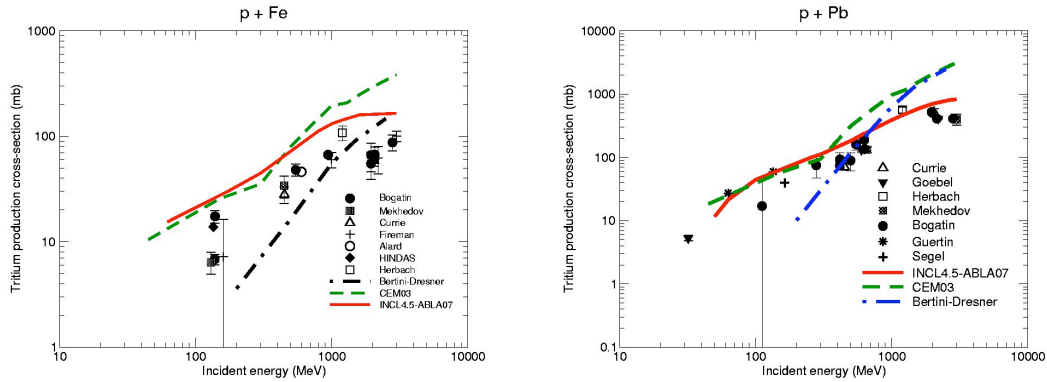 p + Fe
Tritium production cross-section (mb)
1000
100
10
1
Bogatin
Mekhedov
Currie
Fireman
Alard
HINDAS
Herbach
Bertini-Dresner
CEM03
INCL4.5-ABLA07
10
100
1000
10000
Incident energy (MeV)
p + Pb
Tritium production cross-section (mb)
10000
1000
100
10
1
0.1
Currie
Goebel
Herbach
Mekhedov
Bogatin
Guertin
Segel
INCL4.5-ABLA07
CEM03
Bertini-Dresner
10
100
1000
10000
Incident energy (MeV)